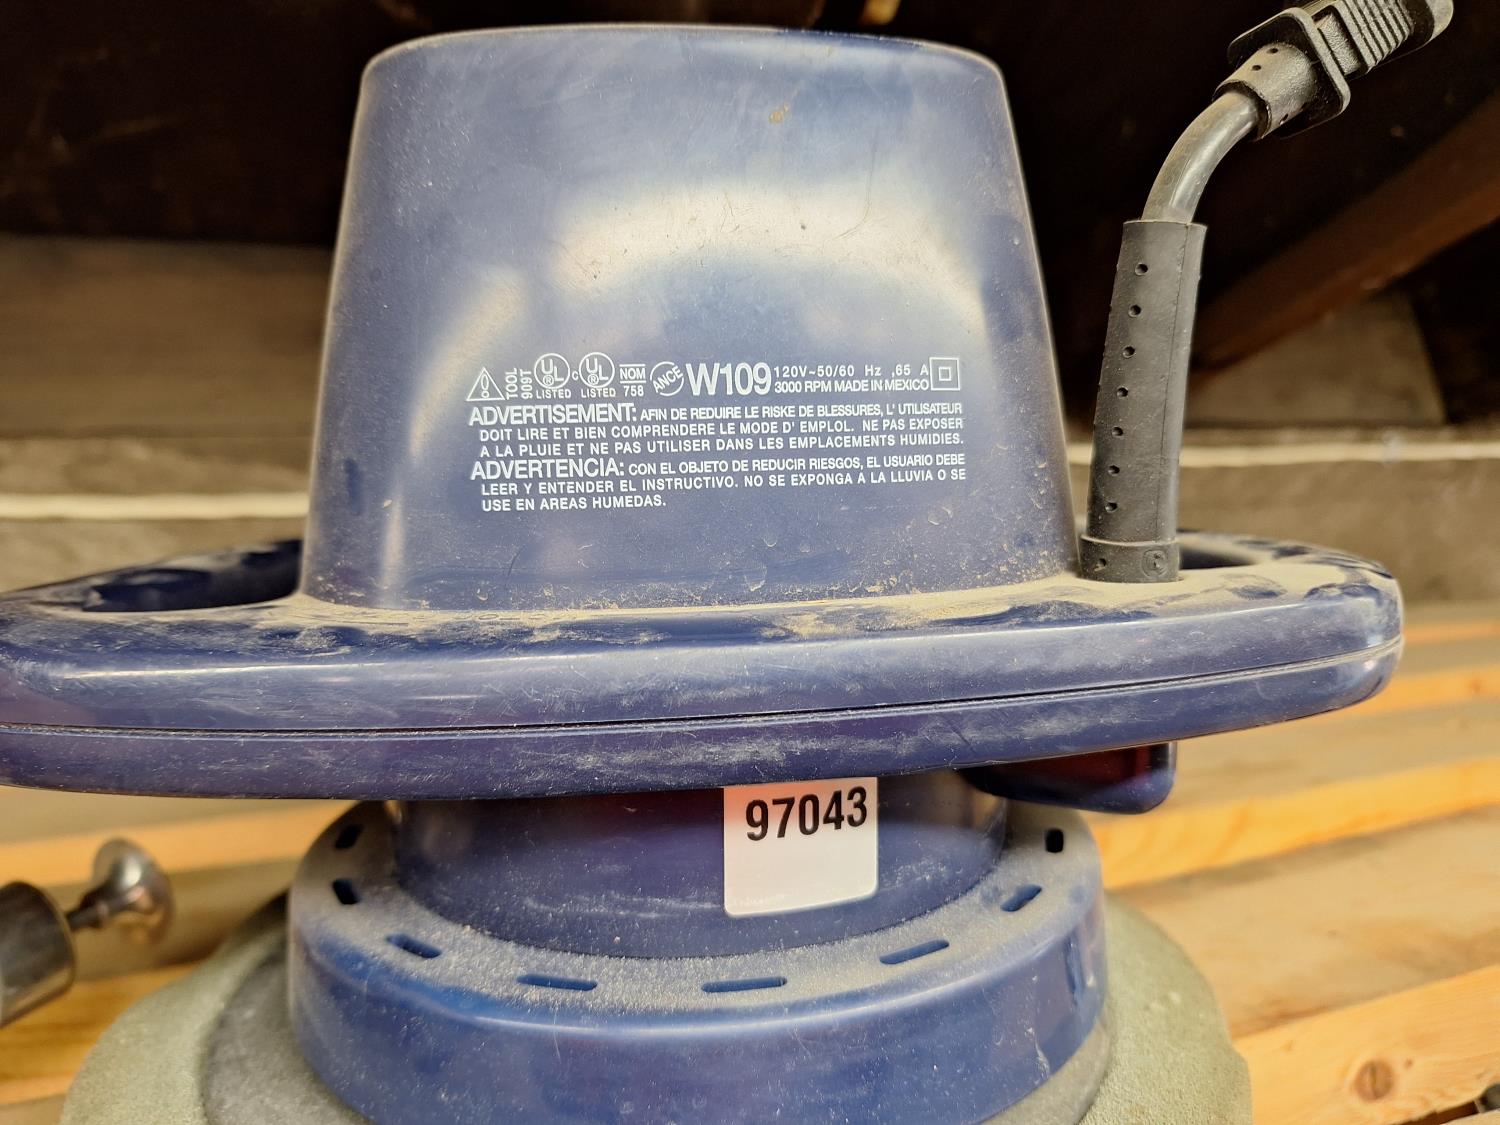 TOOL
909T
UL
®
LISTED
c
UL
®
LISTED
NOM
758
ANCE
W109
120V~50/60 Hz ,65 A
3000 RPM MADE IN MEXICO
ADVERTISEMENT: AFIN DE REDUIRE LE RISKE DE BLESSURES, L' UTILISATEUR
DOIT LIRE ET BIEN COMPRENDERE LE MODE D' EMPLOL. NE PAS EXPOSER
A LA PLUIE ET NE PAS UTILISER DANS LES EMPLACEMENTS HUMIDIES.
ADVERTENCIA: CON EL OBJETO DE REDUCIR RIESGOS, EL USUARIO DEBE
LEER Y ENTENDER EL INSTRUCTIVO. NO SE EXPONGA A LA LLUVIA O SE
USE EN AREAS HUMEDAS.
97043